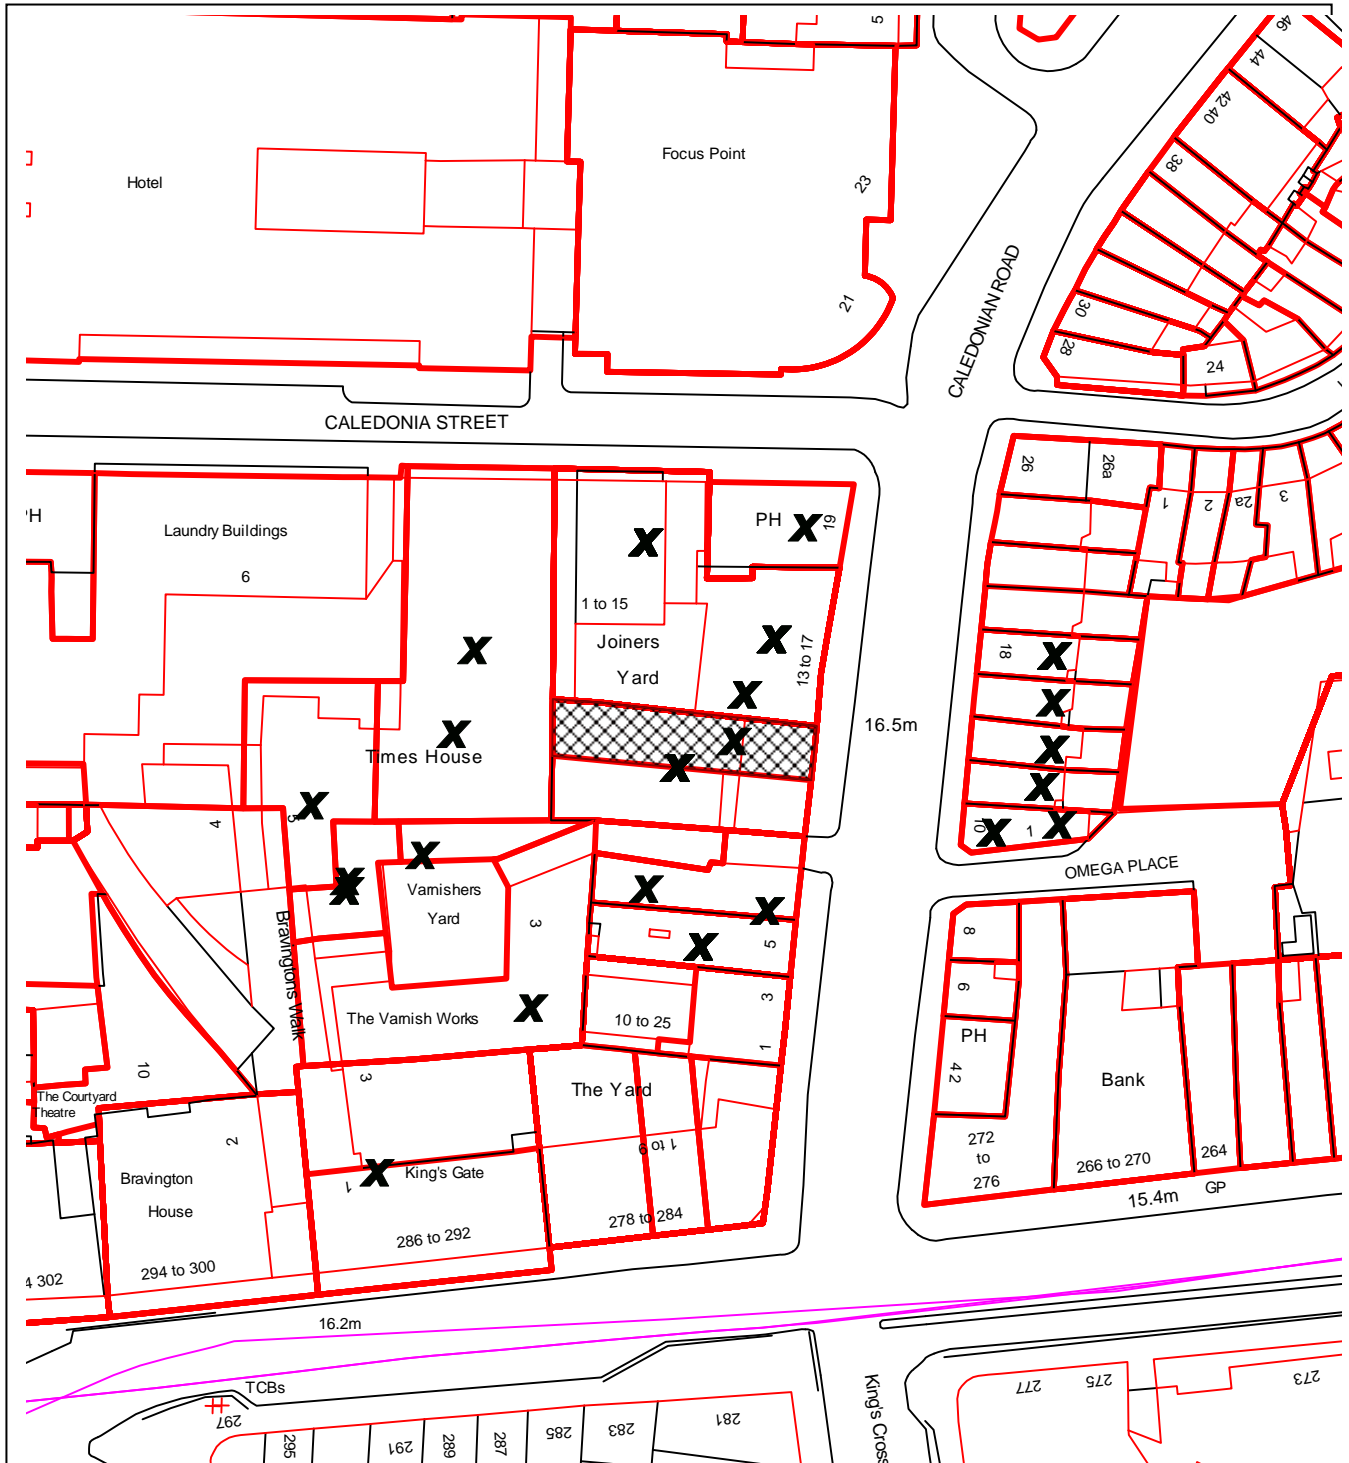 5
46
44
42 40
38
Focus Point
Hotel
23
21
CALEDONIAN ROAD
30
28
24
CALEDONIA STREET
26
26a
1
2
2a
3
PH
19
Laundry Buildings
6
1 to 15
Joiners
Yard
13 to 17
18
16.5m
Times House
5
4
10
1
OMEGA PLACE
Varnishers
Yard
3
Bravingtons Walk
5
8
The Varnish Works
10 to 25
3
1
6
PH
4 2
10
3
The Yard
Bank
The Courtyard
Theatre
2
1 to 9
272
to
276
266 to 270
264
Bravington
House
King's Gate
1
278 to 284
286 to 292
15.4m
GP
294 to 300
302
16.2m
TCBs
King's Cross
297
295
291
289
287
285
283
281
277
275
273